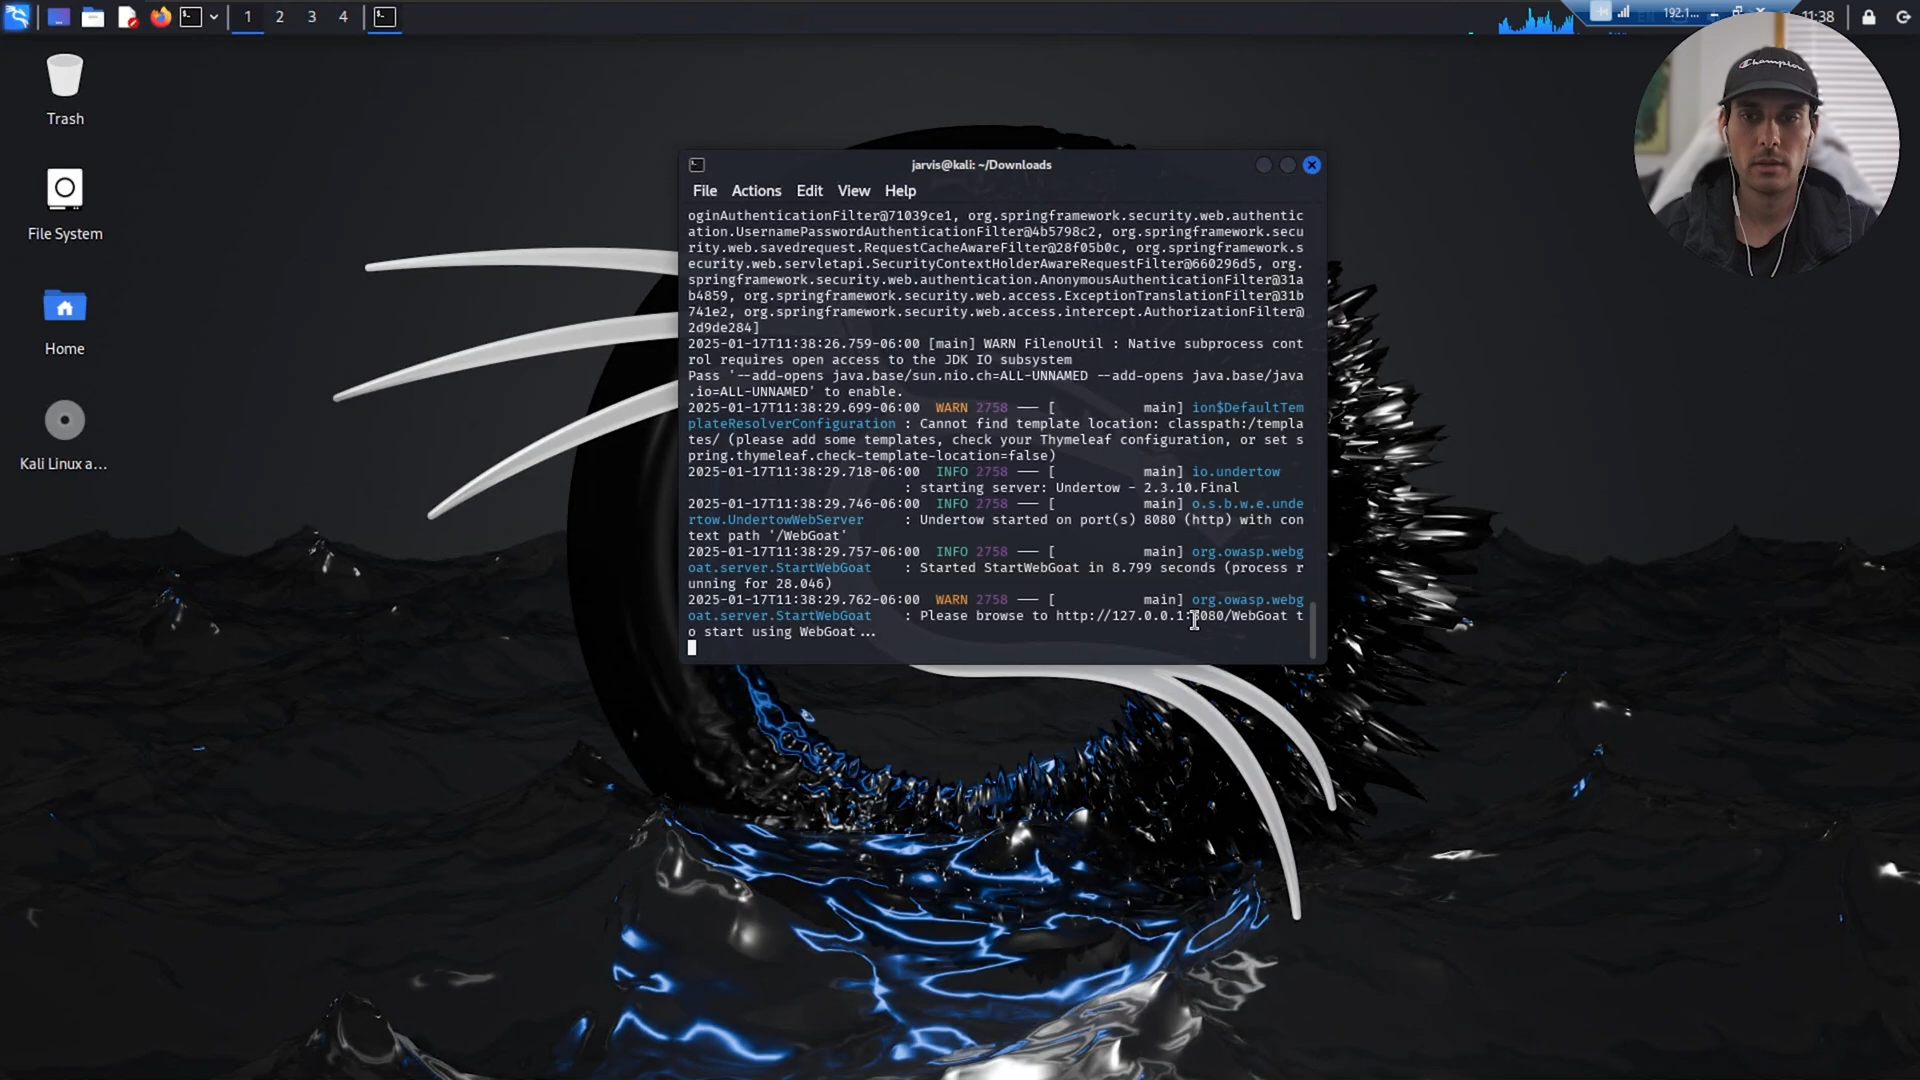 1 2 3 4
192.1...
11:38
Champion
Trash
File System
Home
Kali Linux a...
jarvis@kali: ~/Downloads
File Actions Edit View Help
oginAuthenticationFilter@71039ce1, org.springframework.security.web.authentic
ation.UsernamePasswordAuthenticationFilter@4b5798c2, org.springframework.secu
rity.web.savedrequest.RequestCacheAwareFilter@28f05b0c, org.springframework.s
ecurity.web.servletapi.SecurityContextHolderAwareRequestFilter@660296d5, org.
springframework.security.web.authentication.AnonymousAuthenticationFilter@31a
b4859, org.springframework.security.web.access.ExceptionTranslationFilter@31b
741e2, org.springframework.security.web.access.intercept.AuthorizationFilter@
2d9de284]
2025-01-17T11:38:26.759-06:00 [main] WARN FilenoUtil : Native subprocess cont
rol requires open access to the JDK IO subsystem
Pass '--add-opens java.base/sun.nio.ch=ALL-UNNAMED --add-opens java.base/java
.io=ALL-UNNAMED' to enable.
2025-01-17T11:38:29.699-06:00 WARN 2758 --- [ main] ion$DefaultTem
plateResolverConfiguration : Cannot find template location: classpath:/templa
tes/ (please add some templates, check your Thymeleaf configuration, or set s
pring.thymeleaf.check-template-location=false)
2025-01-17T11:38:29.718-06:00 INFO 2758 --- [ main] io.undertow
: starting server: Undertow - 2.3.10.Final
2025-01-17T11:38:29.746-06:00 INFO 2758 --- [ main] o.s.b.w.e.unde
rtow.UndertowWebServer : Undertow started on port(s) 8080 (http) with con
text path '/WebGoat'
2025-01-17T11:38:29.757-06:00 INFO 2758 --- [ main] org.owasp.webg
oat.server.StartWebGoat : Started StartWebGoat in 8.799 seconds (process r
unning for 28.046)
2025-01-17T11:38:29.762-06:00 WARN 2758 --- [ main] org.owasp.webg
oat.server.StartWebGoat : Please browse to http://127.0.0.1:8080/WebGoat t
o start using WebGoat...